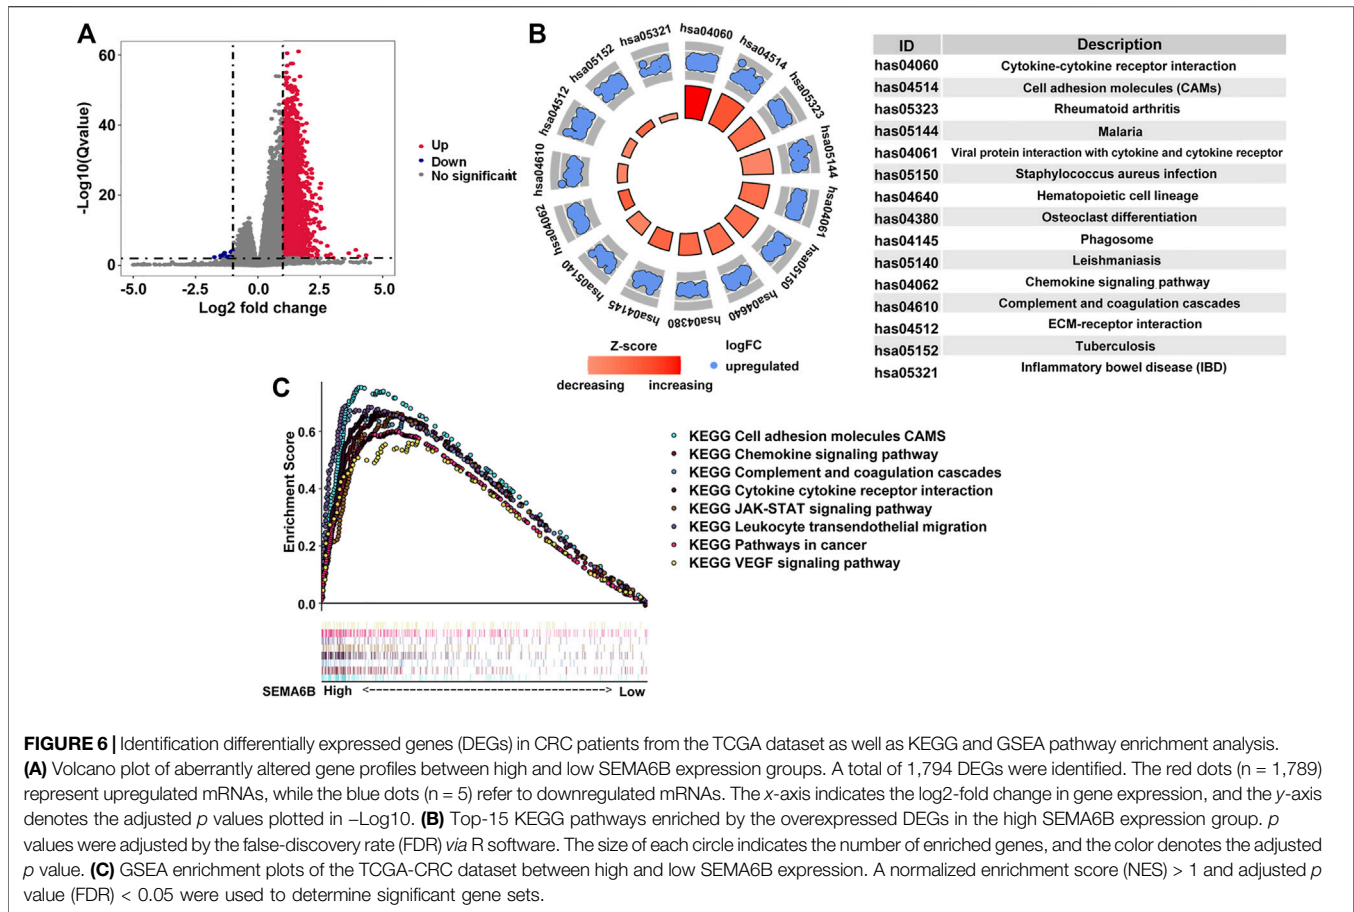 A
60
40
20
0
-Log10(Qvalue)
-5.0 -2.5 0.0 2.5 5.0
Log2 fold change
Up
Down
No significant
B
hsa04060
hsa04514
hsa05323
hsa05144
hsa04061
hsa05150
hsa04640
hsa04380
hsa04145
hsa05140
hsa04062
hsa04610
hsa04512
hsa05152
hsa05321
Z-score
decreasing increasing
logFC
upregulated
ID Description
has04060 Cytokine-cytokine receptor interaction
has04514 Cell adhesion molecules (CAMs)
has05323 Rheumatoid arthritis
has05144 Malaria
has04061 Viral protein interaction with cytokine and cytokine receptor
has05150 Staphylococcus aureus infection
has04640 Hematopoietic cell lineage
has04380 Osteoclast differentiation
has04145 Phagosome
has05140 Leishmaniasis
has04062 Chemokine signaling pathway
has04610 Complement and coagulation cascades
has04512 ECM-receptor interaction
hsa05152 Tuberculosis
hsa05321 Inflammatory bowel disease (IBD)
C
0.6
0.4
0.2
0.0
Enrichment Score
KEGG Cell adhesion molecules CAMS
KEGG Chemokine signaling pathway
KEGG Complement and coagulation cascades
KEGG Cytokine cytokine receptor interaction
KEGG JAK-STAT signaling pathway
KEGG Leukocyte transendothelial migration
KEGG Pathways in cancer
KEGG VEGF signaling pathway
SEMA6B High <----------------------------------> Low
FIGURE 6 | Identification differentially expressed genes (DEGs) in CRC patients from the TCGA dataset as well as KEGG and GSEA pathway enrichment analysis.
(A) Volcano plot of aberrantly altered gene profiles between high and low SEMA6B expression groups. A total of 1,794 DEGs were identified. The red dots (n = 1,789)
represent upregulated mRNAs, while the blue dots (n = 5) refer to downregulated mRNAs. The x-axis indicates the log2-fold change in gene expression, and the y-axis
denotes the adjusted p values plotted in −Log10. (B) Top-15 KEGG pathways enriched by the overexpressed DEGs in the high SEMA6B expression group. p
values were adjusted by the false-discovery rate (FDR) via R software. The size of each circle indicates the number of enriched genes, and the color denotes the adjusted
p value. (C) GSEA enrichment plots of the TCGA-CRC dataset between high and low SEMA6B expression. A normalized enrichment score (NES) > 1 and adjusted p
value (FDR) < 0.05 were used to determine significant gene sets.